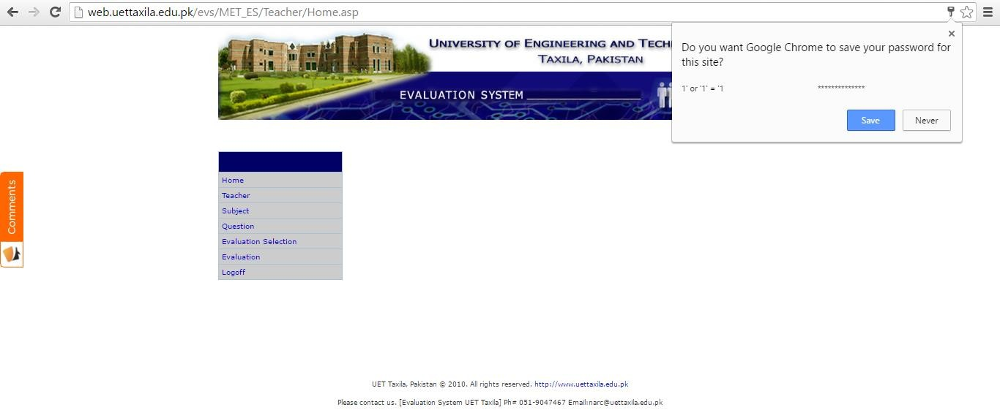 web.uettaxila.edu.pk/evs/MET_ES/Teacher/Home.asp
UNIVERSITY OF ENGINEERING AND TECH
TAXILA, PAKISTAN
EVALUATION SYSTEM
Do you want Google Chrome to save your password for
this site?
1' or '1' = '1 **************
Save Never
Comments
Home
Teacher
Subject
Question
Evaluation Selection
Evaluation
Logoff
UET Taxila, Pakistan © 2010. All rights reserved. http://www.uettaxila.edu.pk
Please contact us. [Evaluation System UET Taxila] Ph# 051-9047467 Email:narc@uettaxila.edu.pk